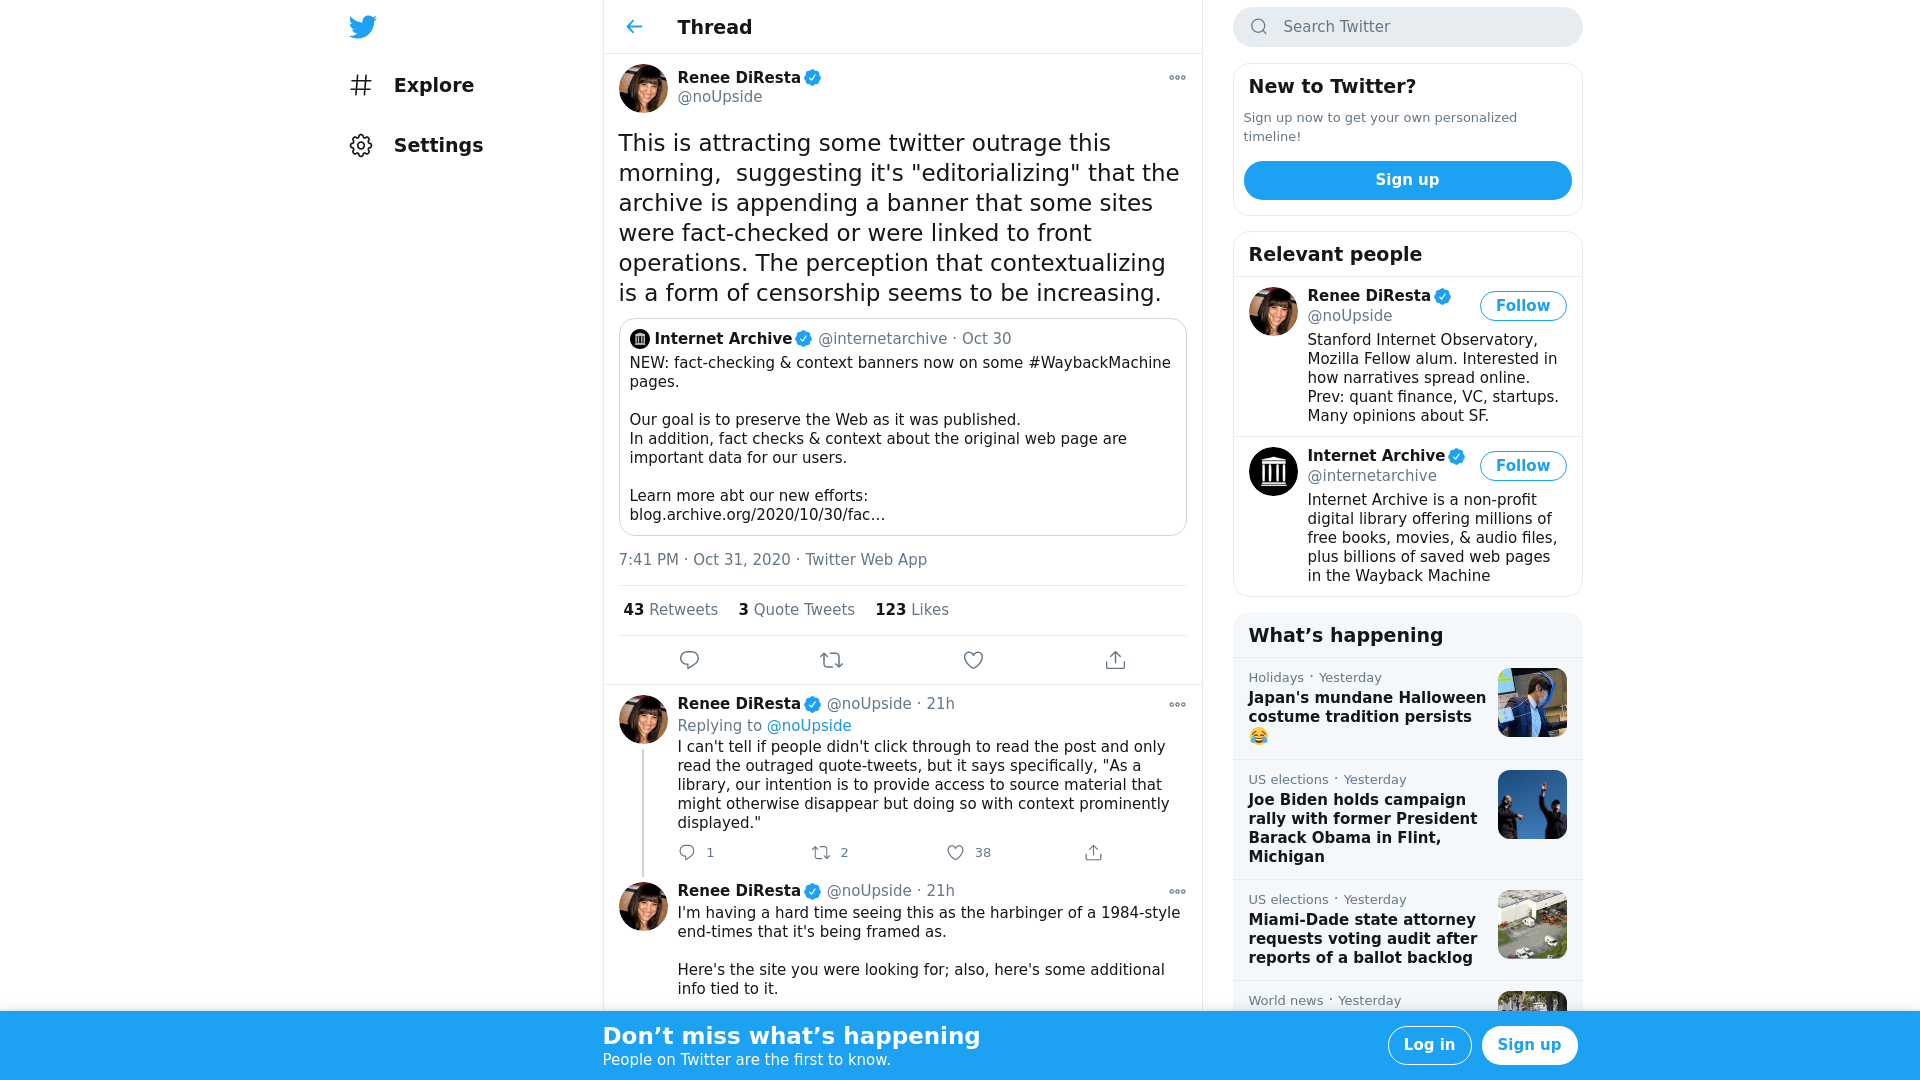 Explore
Settings
Thread
Renee DiResta
@noUpside
This is attracting some twitter outrage this
morning,  suggesting it's "editorializing" that the
archive is appending a banner that some sites
were fact-checked or were linked to front
operations. The perception that contextualizing
is a form of censorship seems to be increasing.
Internet Archive @internetarchive · Oct 30
NEW: fact-checking & context banners now on some #WaybackMachine
pages.
Our goal is to preserve the Web as it was published.
In addition, fact checks & context about the original web page are
important data for our users.
Learn more abt our new efforts:
blog.archive.org/2020/10/30/fac…
7:41 PM · Oct 31, 2020 · Twitter Web App
43 Retweets 3 Quote Tweets 123 Likes
Renee DiResta @noUpside · 21h
Replying to @noUpside
I can't tell if people didn't click through to read the post and only
read the outraged quote-tweets, but it says specifically, "As a
library, our intention is to provide access to source material that
might otherwise disappear but doing so with context prominently
displayed."
1 2 38
Renee DiResta @noUpside · 21h
I'm having a hard time seeing this as the harbinger of a 1984-style
end-times that it's being framed as.
Here's the site you were looking for; also, here's some additional
info tied to it.
Search Twitter
New to Twitter?
Sign up now to get your own personalized
timeline!
Sign up
Relevant people
Renee DiResta
@noUpside
Follow
Stanford Internet Observatory,
Mozilla Fellow alum. Interested in
how narratives spread online.
Prev: quant finance, VC, startups.
Many opinions about SF.
Internet Archive
@internetarchive
Follow
Internet Archive is a non-profit
digital library offering millions of
free books, movies, & audio files,
plus billions of saved web pages
in the Wayback Machine
What’s happening
Holidays · Yesterday
Japan's mundane Halloween
costume tradition persists
😂
US elections · Yesterday
Joe Biden holds campaign
rally with former President
Barack Obama in Flint,
Michigan
US elections · Yesterday
Miami-Dade state attorney
requests voting audit after
reports of a ballot backlog
World news · Yesterday
Don’t miss what’s happening
People on Twitter are the first to know.
Log in
Sign up